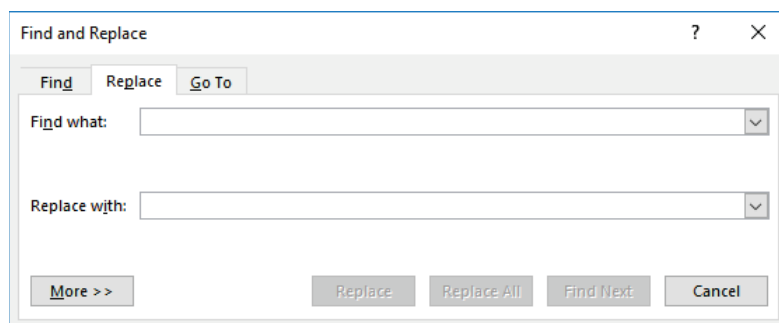 Find and Replace ?
Find Replace Go To
Find what:
Replace with:
More >> Replace Replace All Find Next Cancel